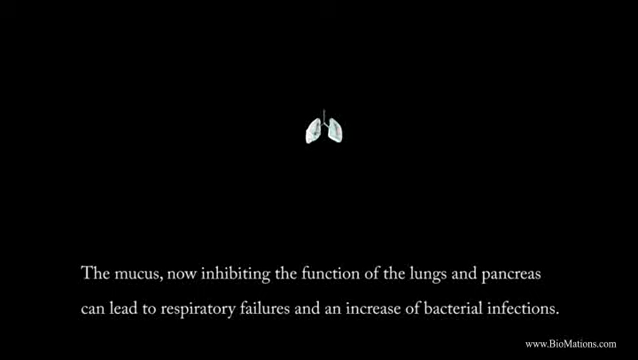 The mucus, now inhibiting the function of the lungs and pancreas
can lead to respiratory failures and an increase of bacterial infections.
www.BioMations.com